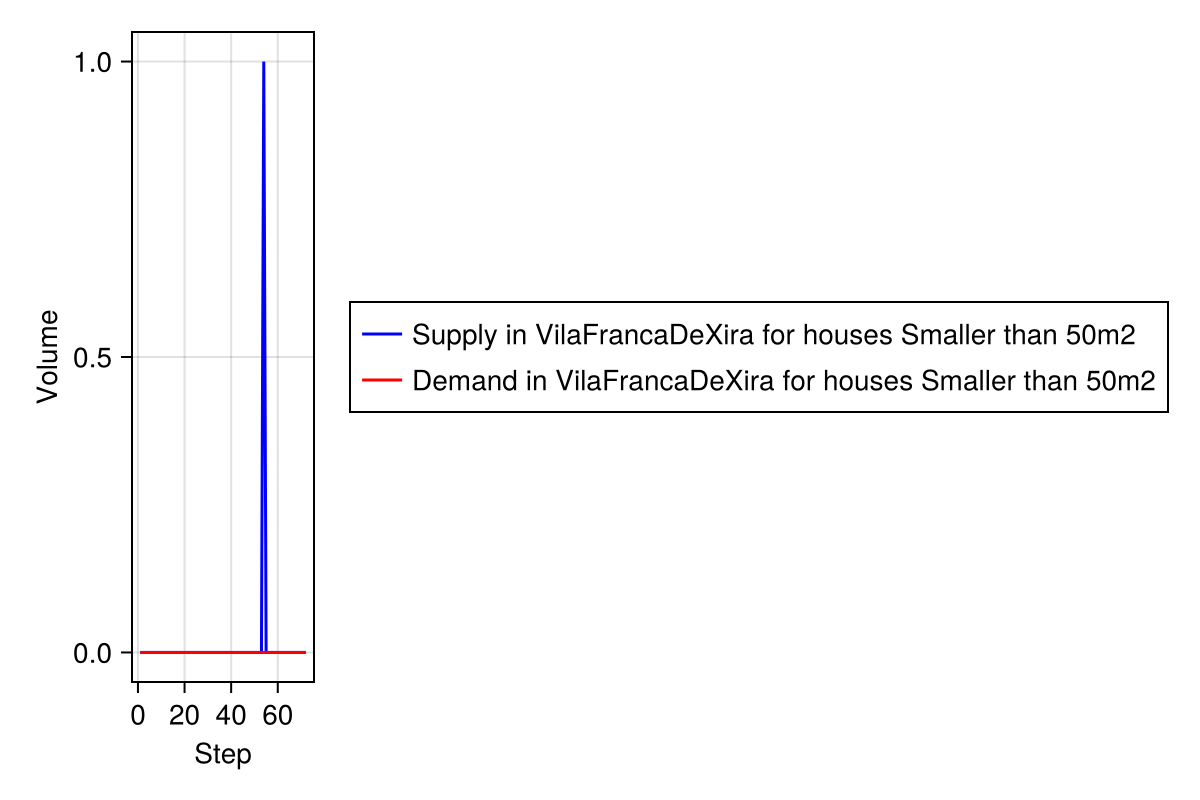 1.0
0.5
0.0
Volume
0 20 40 60
Step
Supply in VilaFrancaDeXira for houses Smaller than 50m2
Demand in VilaFrancaDeXira for houses Smaller than 50m2